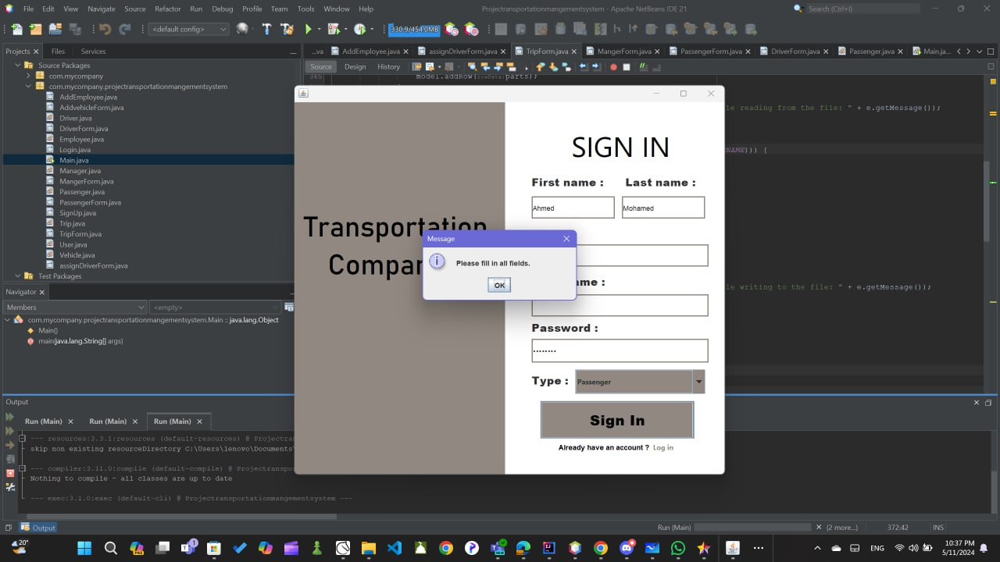 File Edit View Navigate Source Refactor Run Debug Profile Team Tools Window Help
Projectransportationmangementsystem - Apache NetBeans IDE 21
Search (Ctrl+I)
<default config>
330.9/454.0MB
Projects
Files
Services
...va
AddEmployee.java
assignDriverForm.java
TripForm.java
MangerForm.java
PassengerForm.java
DriverForm.java
Passenger.java
Main.ja...
Source
Design
History
Source Packages
com.mycompany
com.mycompany.projectransportationmangementsystem
AddEmployee.java
AddvehicleForm.java
Driver.java
DriverForm.java
Employee.java
Login.java
Main.java
Manager.java
MangerForm.java
Passenger.java
PassengerForm.java
SignUp.java
Trip.java
TripForm.java
User.java
Vehicle.java
assignDriverForm.java
Test Packages
365
model.addRow(rowData:parts);
le reading from the file: " + e.getMessage());
NAME))) {
le writing to the file: " + e.getMessage());
Navigator
Members
<empty>
com.mycompany.projectransportationmangementsystem.Main :: java.lang.Object
Main()
main(java.lang.String[] args)
Transportation
Compan
SIGN IN
First name :
Last name :
Ahmed
Mohamed
Message
Please fill in all fields.
OK
me :
Password :
Type :
Passenger
Sign In
Already have an account ? Log in
Output
Run (Main)
Run (Main)
Run (Main)
--- resources:3.3.1:resources (default-resources) @ Projectransp
skip non existing resourceDirectory C:\Users\lenovo\Documents\
--- compiler:3.11.0:compile (default-compile) @ Projectranspor
Nothing to compile - all classes are up to date
--- exec:3.1.0:exec (default-cli) @ Projectransportationmangementsystem ---
Output
Run (Main)
(2 more...)
372:42
INS
20°
1
ENG
10:37 PM
5/11/2024